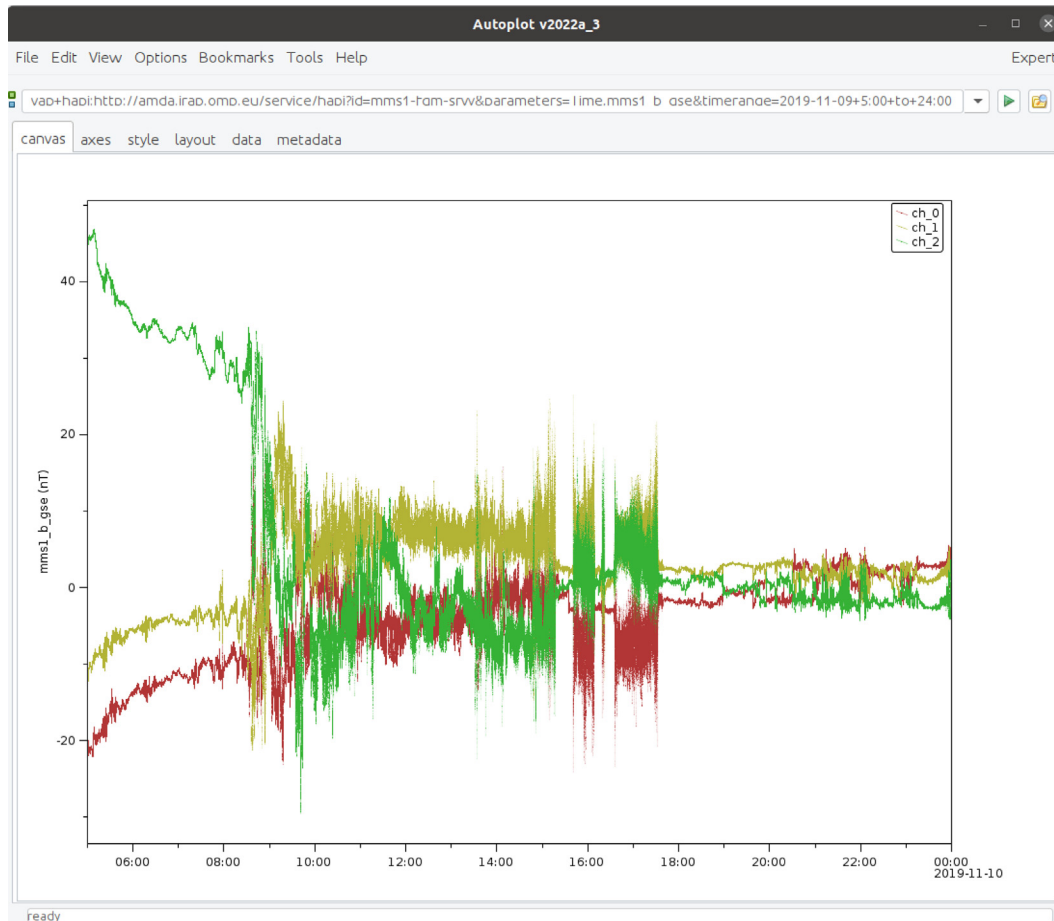 Autoplot v2022a_3
File Edit View Options Bookmarks Tools Help Expert
vap+hapi:http://amda.irap.omp.eu/service/hapi?id=mms1-fgm-srvy&parameters=Time,mms1_b_gse&timerange=2019-11-09+5:00+to+24:00
canvas axes style layout data metadata
ch_0
ch_1
ch_2
40
20
0
-20
mms1_b_gse (nT)
06:00 08:00 10:00 12:00 14:00 16:00 18:00 20:00 22:00 00:00
2019-11-10
ready